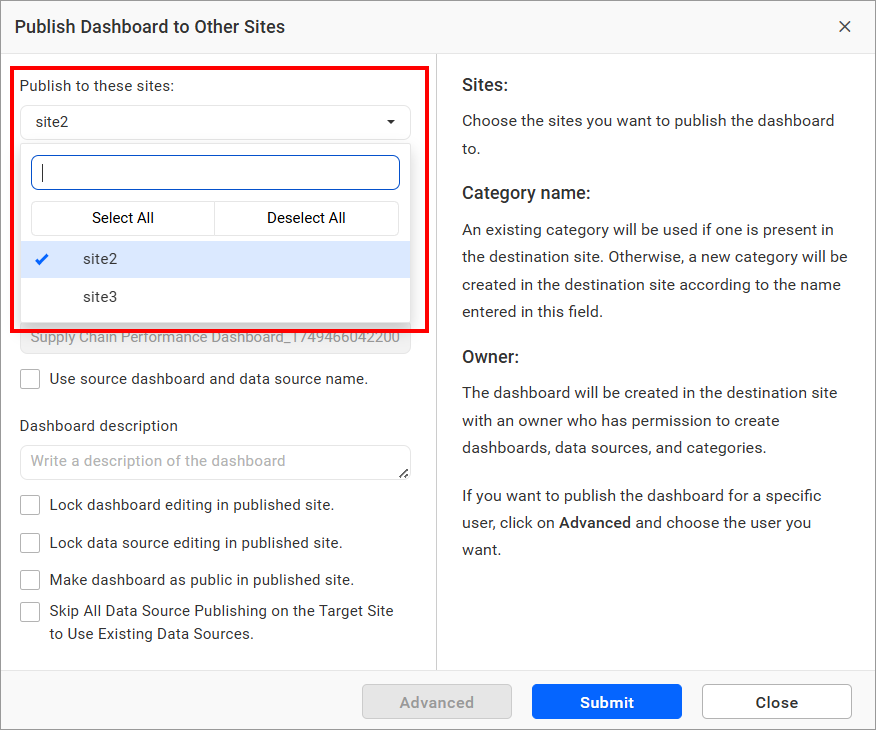 Publish Dashboard to Other Sites
Publish to these sites:
site2
Select All
Deselect All
site2
site3
Supply Chain Performance Dashboard_1749466042200
Use source dashboard and data source name.
Dashboard description
Write a description of the dashboard
Lock dashboard editing in published site.
Lock data source editing in published site.
Make dashboard as public in published site.
Skip All Data Source Publishing on the Target Site
to Use Existing Data Sources.
Sites:
Choose the sites you want to publish the dashboard
to.
Category name:
An existing category will be used if one is present in
the destination site. Otherwise, a new category will be
created in the destination site according to the name
entered in this field.
Owner:
The dashboard will be created in the destination site
with an owner who has permission to create
dashboards, data sources, and categories.
If you want to publish the dashboard for a specific
user, click on Advanced and choose the user you
want.
Advanced
Submit
Close